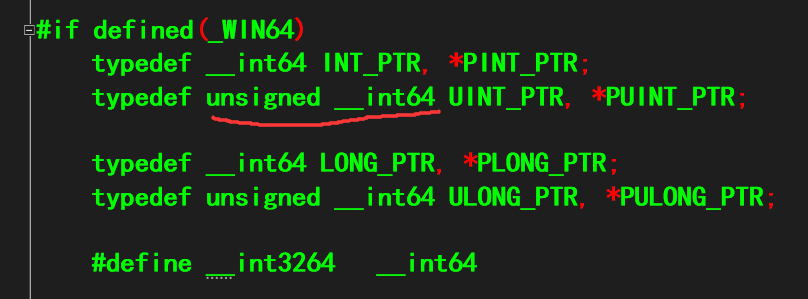 #if defined(_WIN64)
typedef __int64 INT_PTR, *PINT_PTR;
typedef unsigned __int64 UINT_PTR, *PUINT_PTR;
typedef __int64 LONG_PTR, *PLONG_PTR;
typedef unsigned __int64 ULONG_PTR, *PULONG_PTR;
#define __int3264 __int64